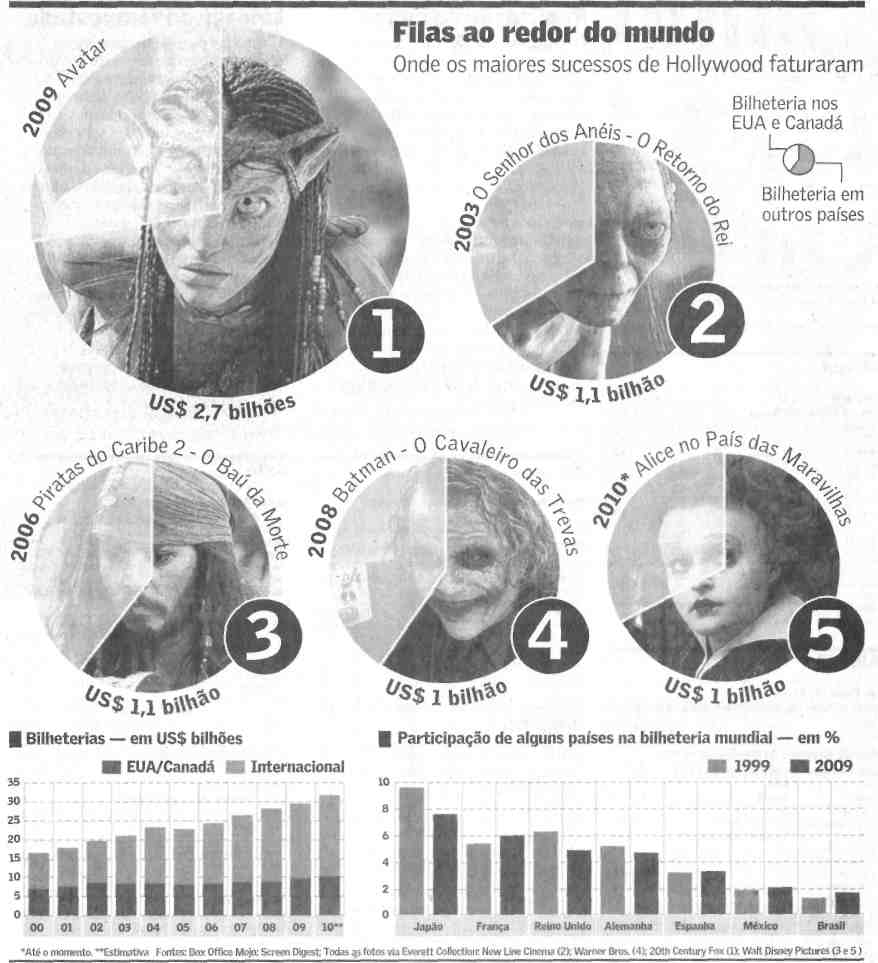 Filas ao redor do mundo
Onde os maiores sucessos de Hollywood faturaram
Bilheteria nos
EUA e Canadá
Bilheteria em
outros países
2009 Avatar
1
US$ 2,7 bilhões
2003 O Senhor dos Anéis - O Retorno do Rei
2
US$ 1,1 bilhão
2006 Piratas do Caribe 2 - O Baú da Morte
3
US$ 1,1 bilhão
2008 Batman - O Cavaleiro das Trevas
4
US$ 1 bilhão
2010* Alice no País das Maravilhas
5
US$ 1 bilhão
Bilheterias — em US$ bilhões
EUA/Canadá Internacional
35
30
25
20
15
10
5
0
00 01 02 03 04 05 06 07 08 09 10**
Participação de alguns países na bilheteria mundial — em %
1999 2009
10
8
6
4
2
0
Japão França Reino Unido Alemanha Espanha México Brasil
*Até o momento. **Estimativa Fontes: Box Office Mojo; Screen Digest; Todas as fotos via Everett Collection: New Line Cinema (2); Warner Bros. (4); 20th Century Fox (1); Walt Disney Pictures (3 e 5)